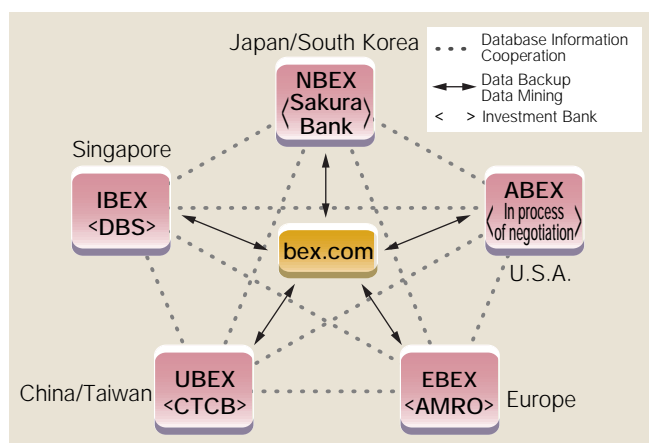 Japan/South Korea
Database Information
Cooperation
Data Backup
Data Mining
< > Investment Bank
NBEX
<Sakura
Bank>
Singapore
IBEX
<DBS>
ABEX
<In process
of negotiation>
U.S.A.
bex.com
China/Taiwan
UBEX
<CTCB>
EBEX
<AMRO>
Europe